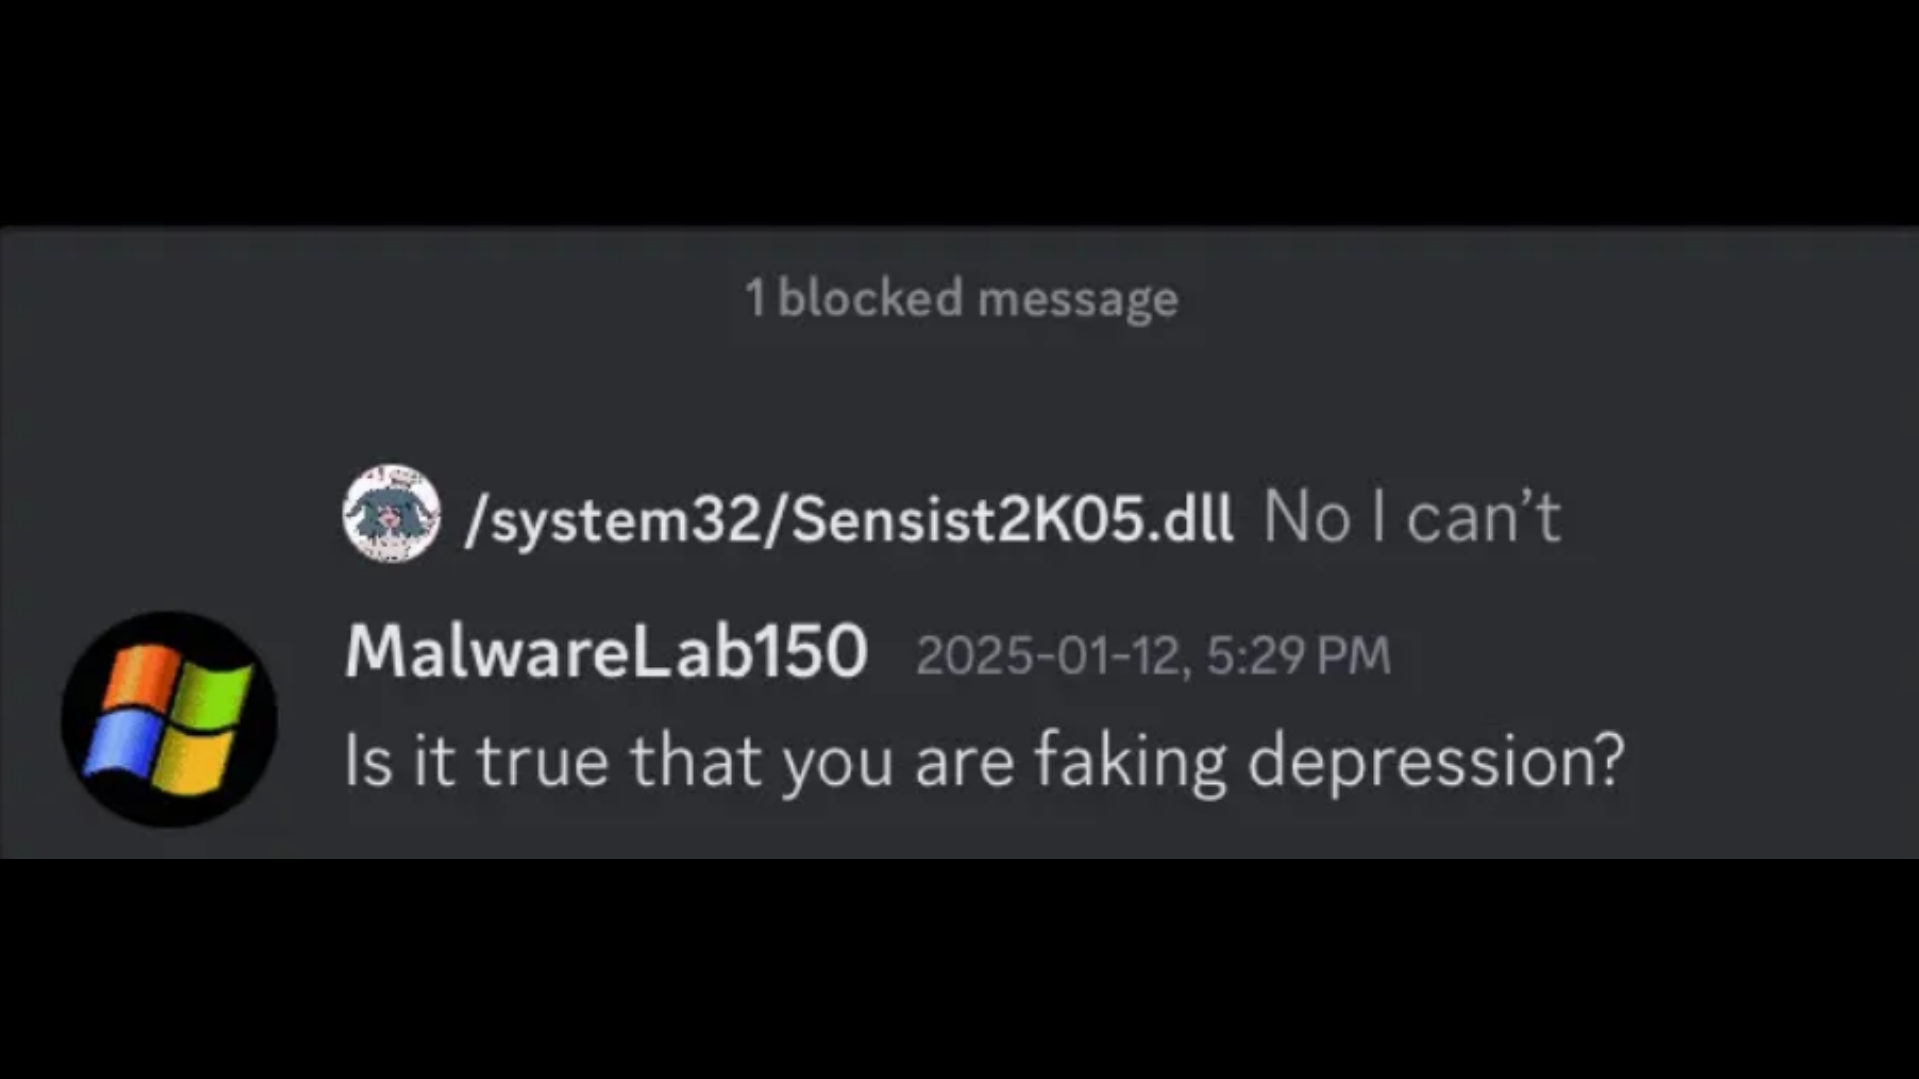 1 blocked message
/system32/Sensist2K05.dll No I can’t
MalwareLab150 2025-01-12, 5:29 PM
Is it true that you are faking depression?